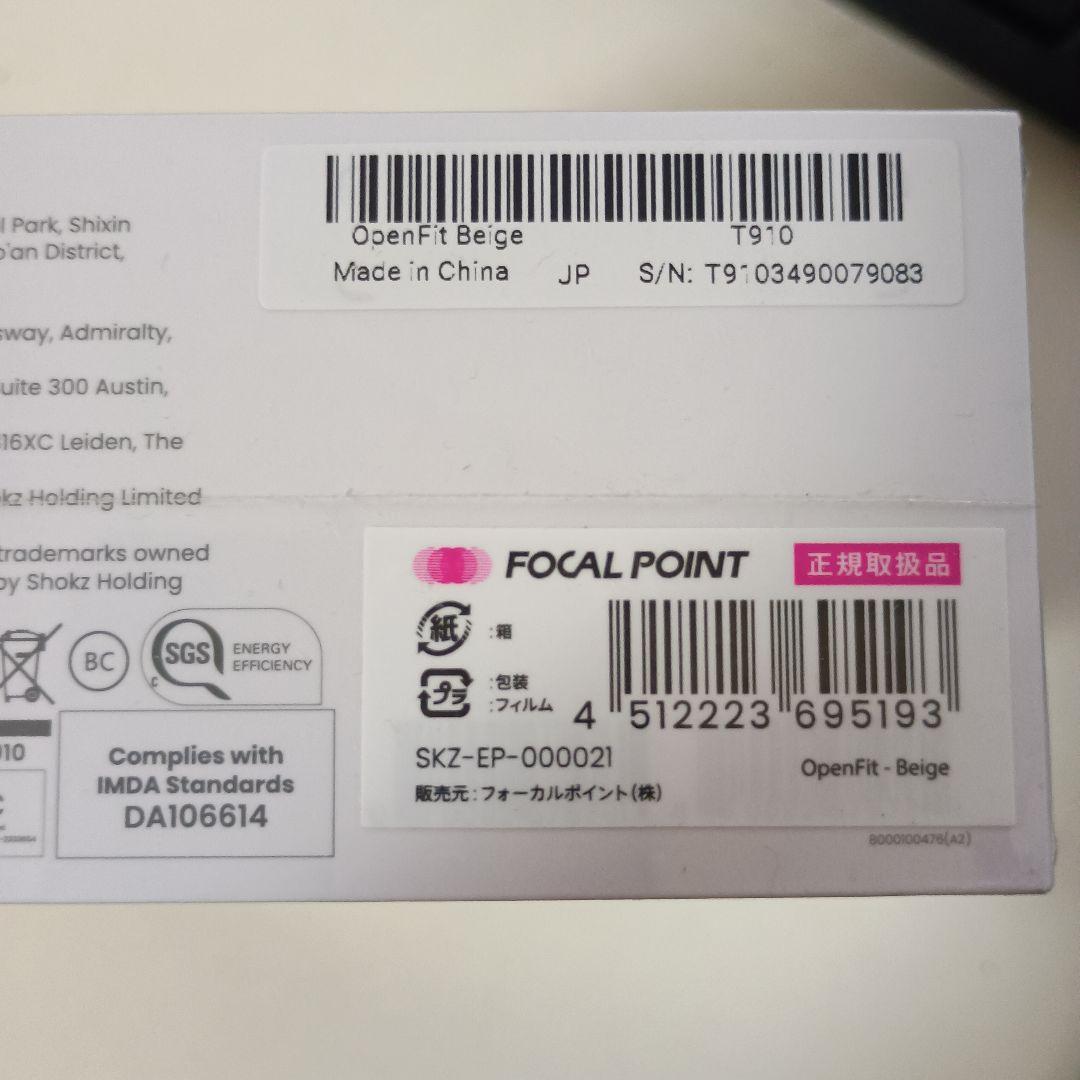 l Park, Shixin
o'an District,
sway, Admiralty,
uite 300 Austin,
316XC Leiden, The
kz Holding Limited
trademarks owned
by Shokz Holding
OpenFit Beige T910
Made in China JP S/N: T9103490079083
FOCAL POINT 正規取扱品
紙 :箱
プラ :包装
:フィルム
4 512223 695193
SKZ-EP-000021
OpenFit - Beige
販売元:フォーカルポイント(株)
8000100476(A2)
BC
SGS ENERGY
EFFICIENCY
C
910
Complies with
IMDA Standards
DA106614